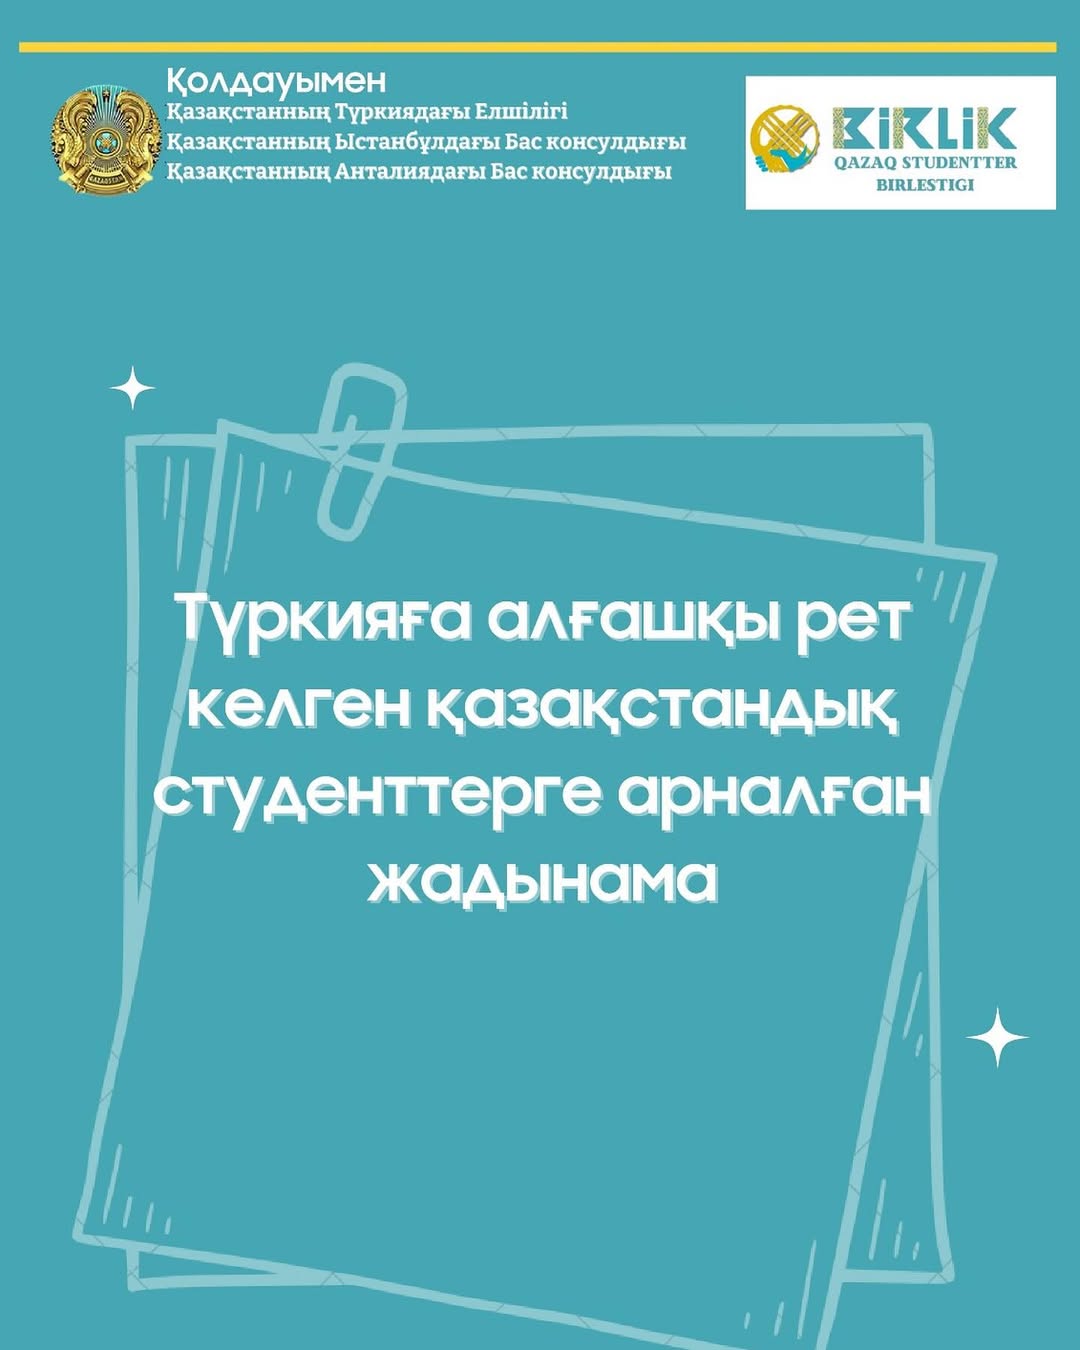 Қолдауымен
Қазақстанның Түркиядағы Елшілігі
Қазақстанның Ыстанбұлдағы Бас консулдығы
Қазақстанның Анталиядағы Бас консулдығы
QAZAQSTAN
BIRLIK
QAZAQ STUDENTTER
BIRLESTIGI
Түркияға алғашқы рет
келген қазақстандық
студенттерге арналған
жадынама